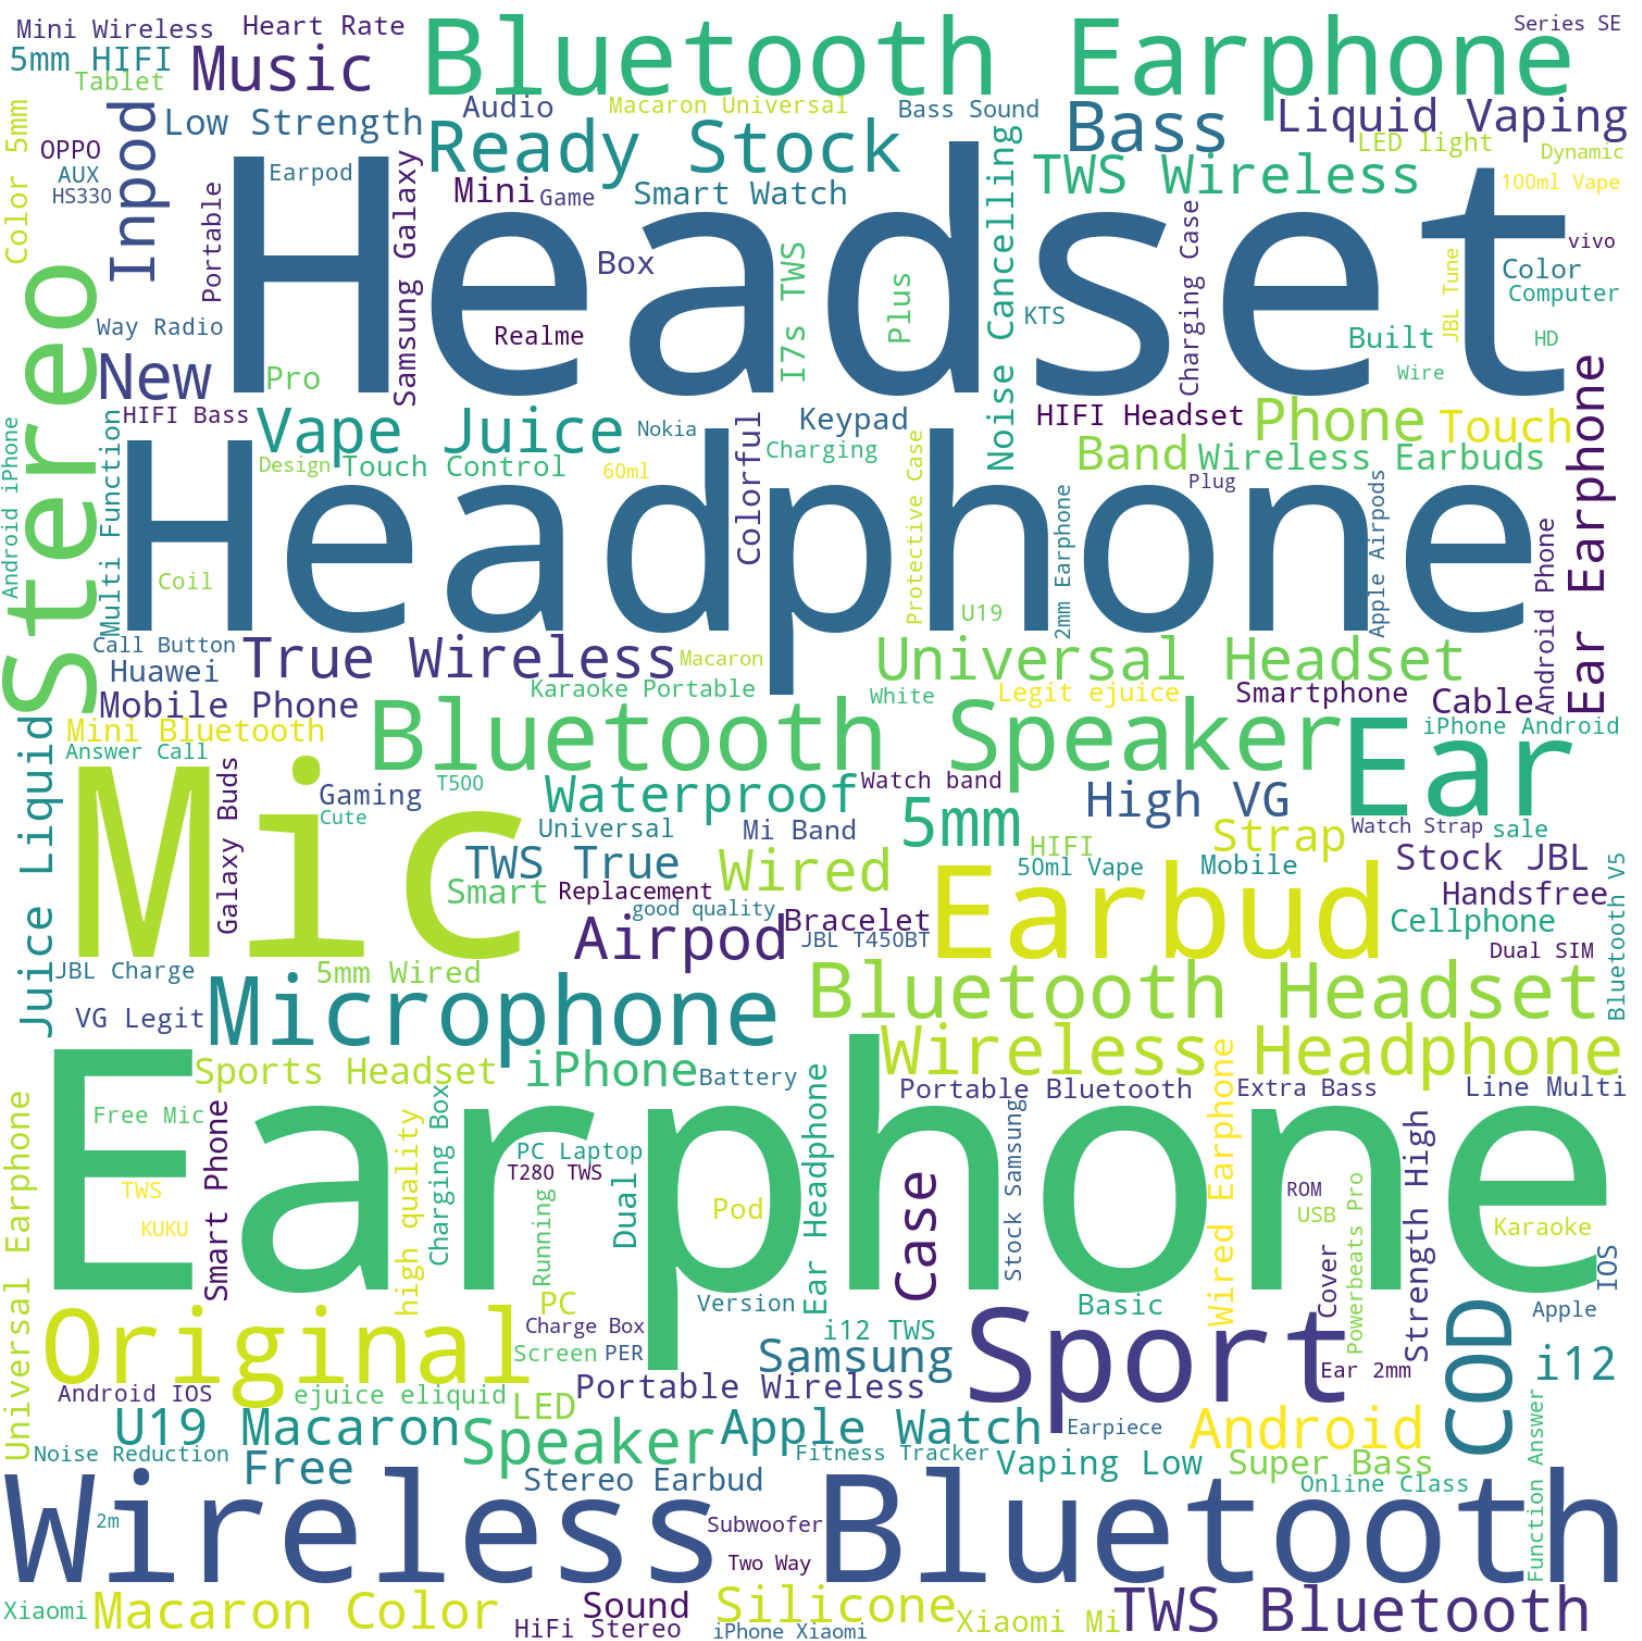 Mini Wireless
Heart Rate
Bluetooth Earphone
Series SE
5mm HIFI
Music
Tablet
Audio
Macaron Universal
Bass Sound
Bass
Liquid Vaping
Color 5mm
Inpod
Low Strength
Ready Stock
LED light
OPPO
Dynamic
AUX
Earpod
TWS Wireless
100ml Vape
HS330
Portable
Samsung Galaxy
Mini
Game
Smart Watch
Noise Cancelling
Charging Case
Headset
vivo
Stereo
Box
I7s TWS
Plus
Color
JBL Tune
Computer
Way Radio
Realme
KTS
Built
HD
New
Pro
Wire
Ear Earphone
HIFI Bass
Vape Juice
Nokia
Colorful
Keypad
HIFI Headset
Phone
Touch
Android iPhone
Multi Function
Design
Touch Control
60ml
Charging
Protective Case
Band
Wireless Earbuds
Plug
Headphone
2mm Earphone
Apple Airpods
Android Phone
Coil
U19
Call Button
True Wireless
Macaron
Universal Headset
Huawei
Karaoke Portable
White
Legit ejuice
Smartphone
Cable
Mobile Phone
Mini Bluetooth
Bluetooth Speaker
Ear
iPhone Android
Juice Liquid
Answer Call
Mic
Galaxy Buds
Gaming
T500
Waterproof
Watch band
High VG
Cute
Universal
Mi Band
5mm
HIFI
Strap
Watch Strap
sale
TWS True
Wired
50ml Vape
Mobile
Stock JBL
Smart
Replacement
Earbud
Handsfree
Bluetooth V5
good quality
Bracelet
Cellphone
Airpod
JBL T450BT
Dual SIM
JBL Charge
5mm Wired
Microphone
Bluetooth Headset
VG Legit
Wireless Headphone
Sports Headset
iPhone
Battery
Portable Bluetooth
Wired Earphone
Extra Bass
Line Multi
Earphone
Universal Earphone
Free Mic
Smart Phone
high quality
Charging Box
PC Laptop
T280 TWS
Running
Dual
Pod
Ear Headphone
Case
Stock Samsung
ROM
USB
Powerbeats Pro
Strength High
Karaoke
TWS
KUKU
Cover
IOS
PC
Version
Basic
Apple
Original
Charge Box
i12 TWS
Sport
COD
Screen
PER
Samsung
Ear 2mm
i12
Android IOS
ejuice eliquid
LED
Portable Wireless
U19 Macaron
Speaker
Apple Watch
Earpiece
Android
Function Answer
Noise Reduction
Free
Fitness Tracker
Vaping Low
Super Bass
Stereo Earbud
Online Class
Wireless
2m
Subwoofer
Bluetooth
Two Way
Xiaomi
Macaron Color
Sound
Silicone
Xiaomi Mi
TWS Bluetooth
HiFi Stereo
iPhone Xiaomi